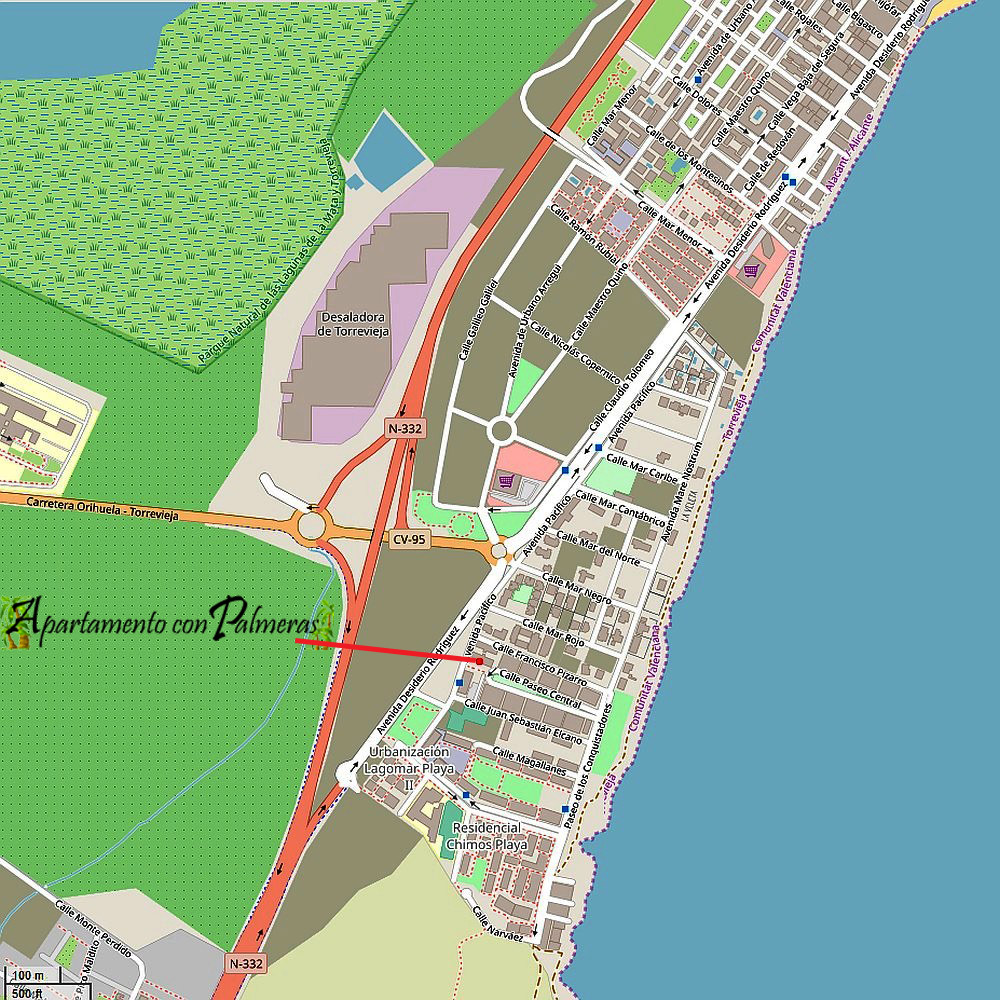 Calle Rojales
Calle Bigastro
Avenida de Urbano
Avenida Desiderio Rodríguez
Calle Vega Baja del Segura
Calle Dolores
Calle Maestro Quino
Calle Mar Menor
Calle de los Montesinos
Calle de Redován
Alacant / Alicante
Parque Natural de las Lagunas de La Mata y Torrevieja
Calle Ramón Rubial
Calle Mar Menor
Avenida Desiderio Rodríguez
Calle Maestro Quino
Comunitat Valenciana
Calle Galileo Galilei
Avenida de Urbano Arregui
Desaladora
de Torrevieja
Calle Nicolás Copernico
Calle Claudio Tolomeo
Avenida Pacífico
Torrevieja
N-332
Calle Mar Caribe
Avenida Mare Nostrum
Carretera Orihuela - Torrevieja
Calle Mar Cantábrico
Avenida Pacífico
CV-95
Calle Mar del Norte
Calle Mar Negro
Apartamento con Palmeras
Avenida Pacífico
Calle Mar Rojo
Calle Francisco Pizarro
Calle Paseo Central
Comunitat Valenciana
Avenida Desiderio Rodríguez
Calle Juan Sebastián Elcano
Paseo de los Conquistadores
Urbanización
Lagomar Playa
II
Calle Magallanes
Residencial
Chimos Playa
Calle Narváez
Calle Monte Perdido
N-332
100 m
500 ft